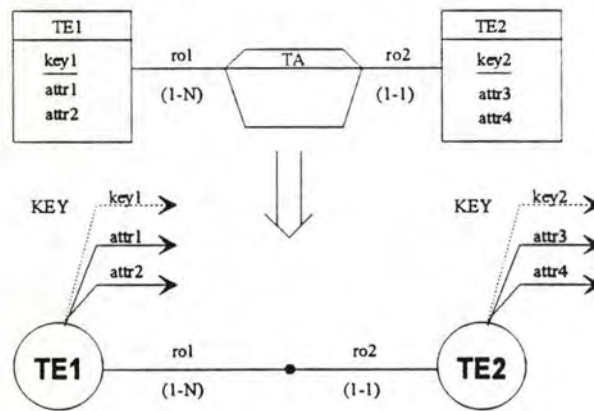 TE1
key1
attr1
attr2
ro1
(1-N)
TA
ro2
(1-1)
TE2
key2
attr3
attr4
KEY
key1
attr1
attr2
KEY
key2
attr3
attr4
TE1
ro1
(1-N)
ro2
(1-1)
TE2